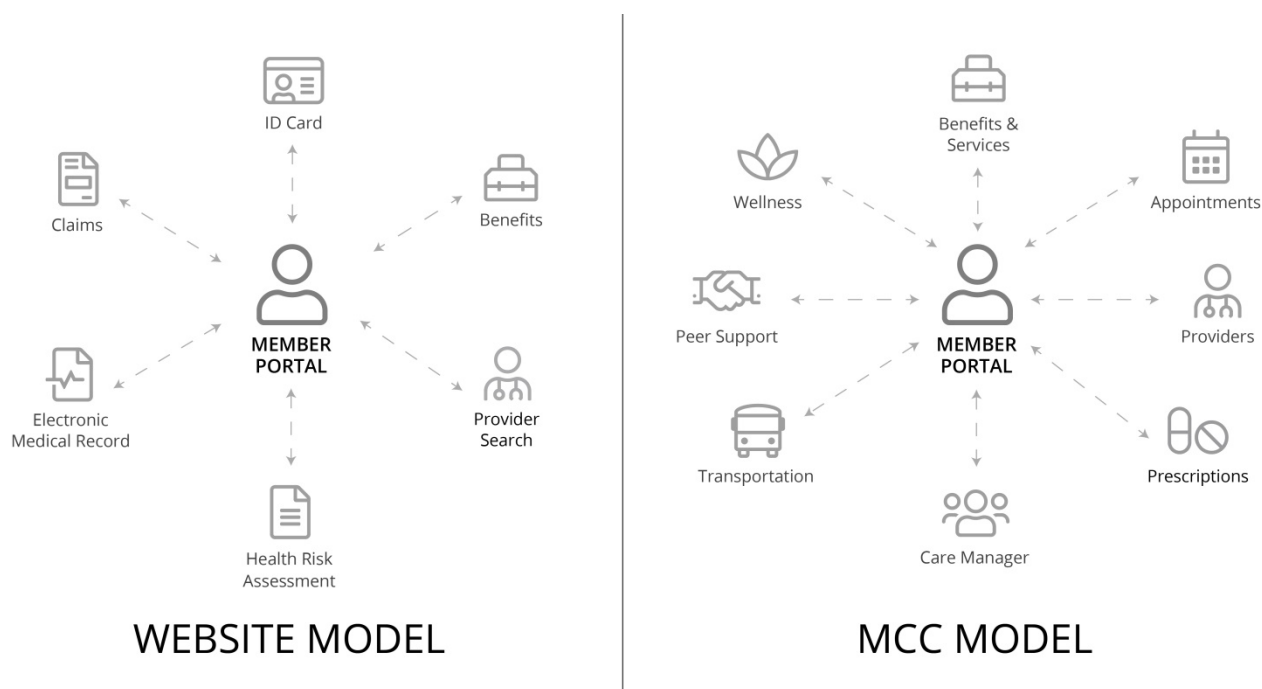 ID Card
Claims
Benefits
MEMBER
PORTAL
Electronic
Medical Record
Provider
Search
Health Risk
Assessment
WEBSITE MODEL
Benefits &
Services
Wellness
Appointments
Peer Support
MEMBER
PORTAL
Providers
Transportation
Prescriptions
Care Manager
MCC MODEL